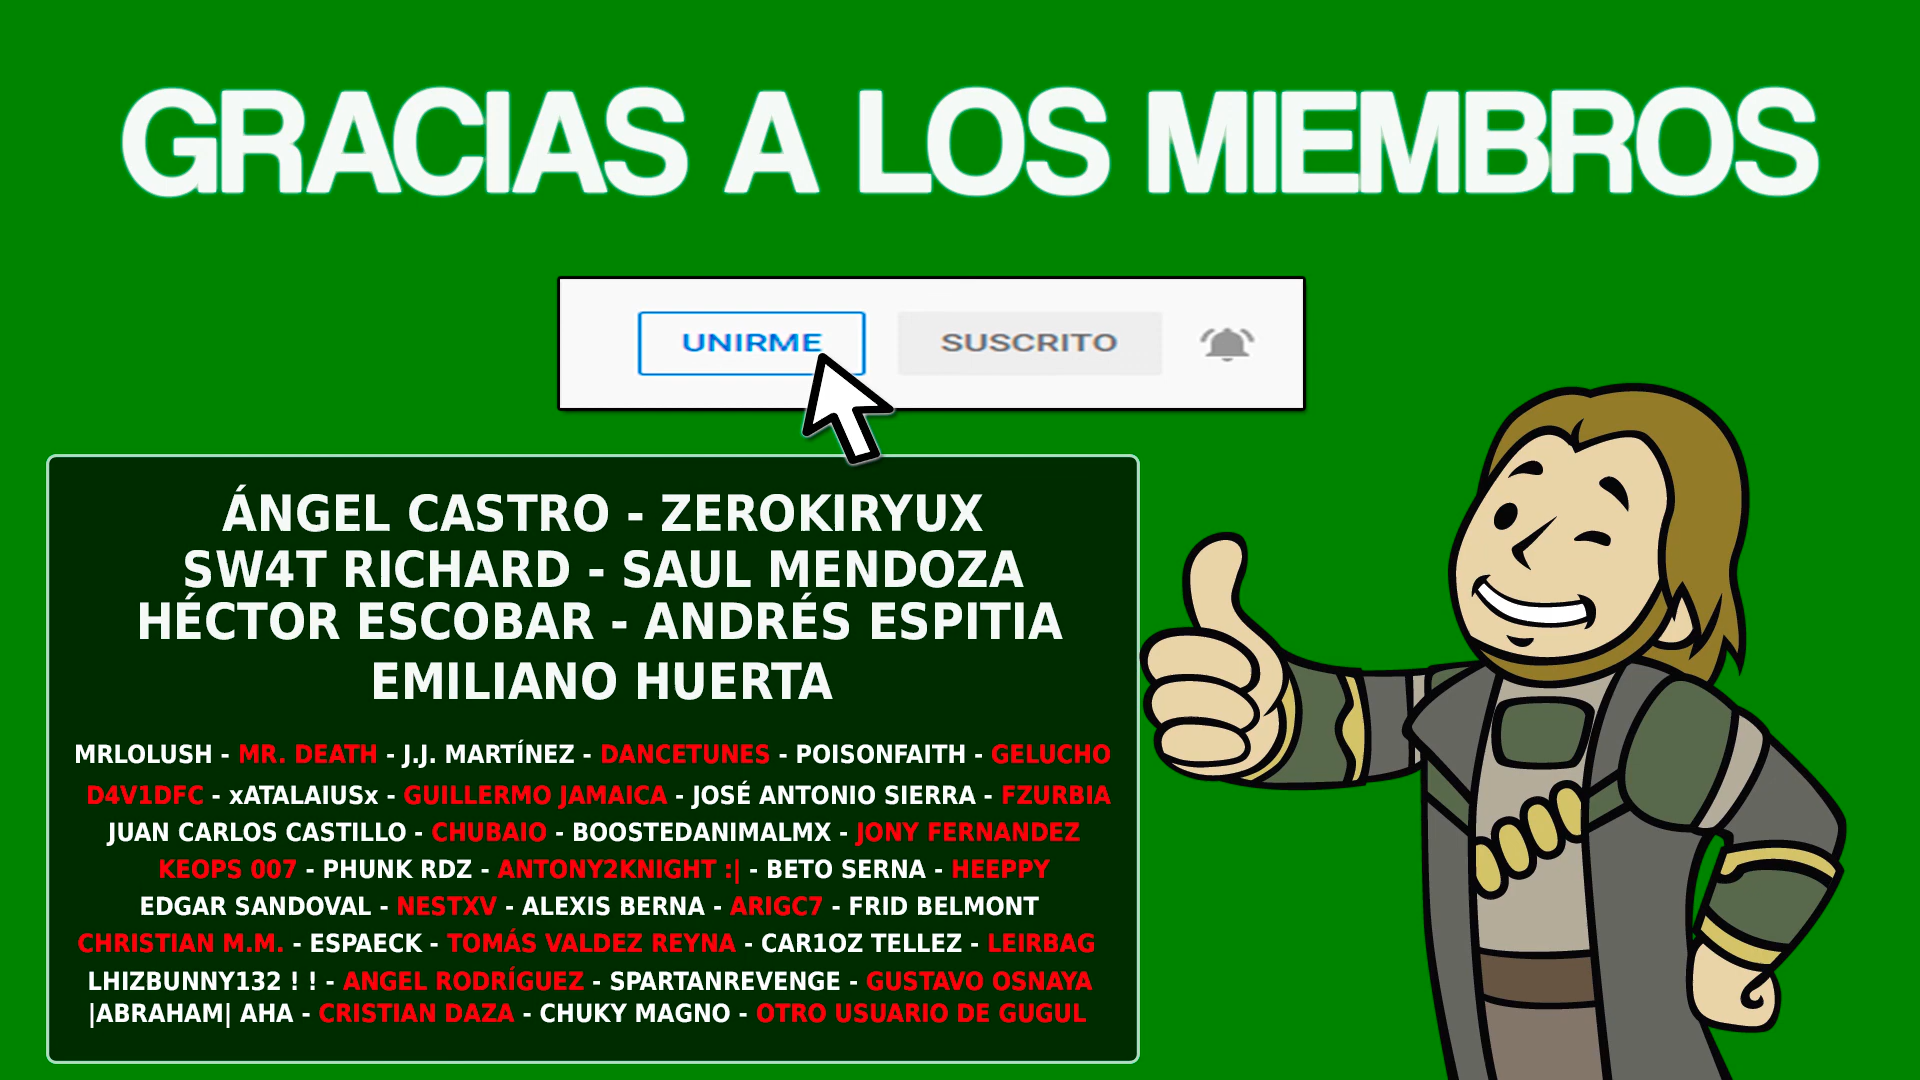 GRACIAS A LOS MIEMBROS
UNIRME SUSCRITO
ÁNGEL CASTRO - ZEROKIRYUX
SW4T RICHARD - SAUL MENDOZA
HÉCTOR ESCOBAR - ANDRÉS ESPITIA
EMILIANO HUERTA
MRLOLUSH - MR. DEATH - J.J. MARTÍNEZ - DANCETUNES - POISONFAITH - GELUCHO
D4V1DFC - xATALAIUSx - GUILLERMO JAMAICA - JOSÉ ANTONIO SIERRA - FZURBIA
JUAN CARLOS CASTILLO - CHUBAIO - BOOSTEDANIMALMX - JONY FERNANDEZ
KEOPS 007 - PHUNK RDZ - ANTONY2KNIGHT :| - BETO SERNA - HEEPPY
EDGAR SANDOVAL - NESTXV - ALEXIS BERNA - ARIGC7 - FRID BELMONT
CHRISTIAN M.M. - ESPAECK - TOMÁS VALDEZ REYNA - CAR1OZ TELLEZ - LEIRBAG
LHIZBUNNY132 ! ! - ANGEL RODRÍGUEZ - SPARTANREVENGE - GUSTAVO OSNAYA
|ABRAHAM| AHA - CRISTIAN DAZA - CHUKY MAGNO - OTRO USUARIO DE GUGUL